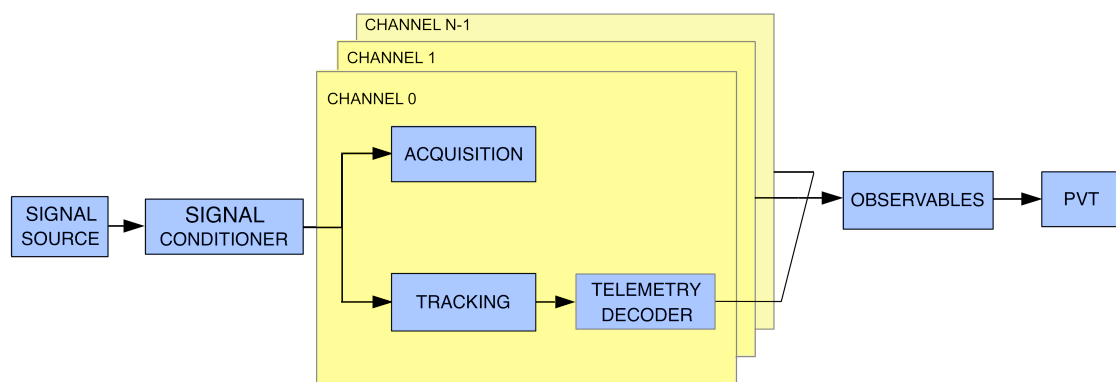 CHANNEL N-1
CHANNEL 1
CHANNEL 0
ACQUISITION
SIGNAL
SOURCE
SIGNAL
CONDITIONER
TRACKING
TELEMETRY
DECODER
OBSERVABLES
PVT